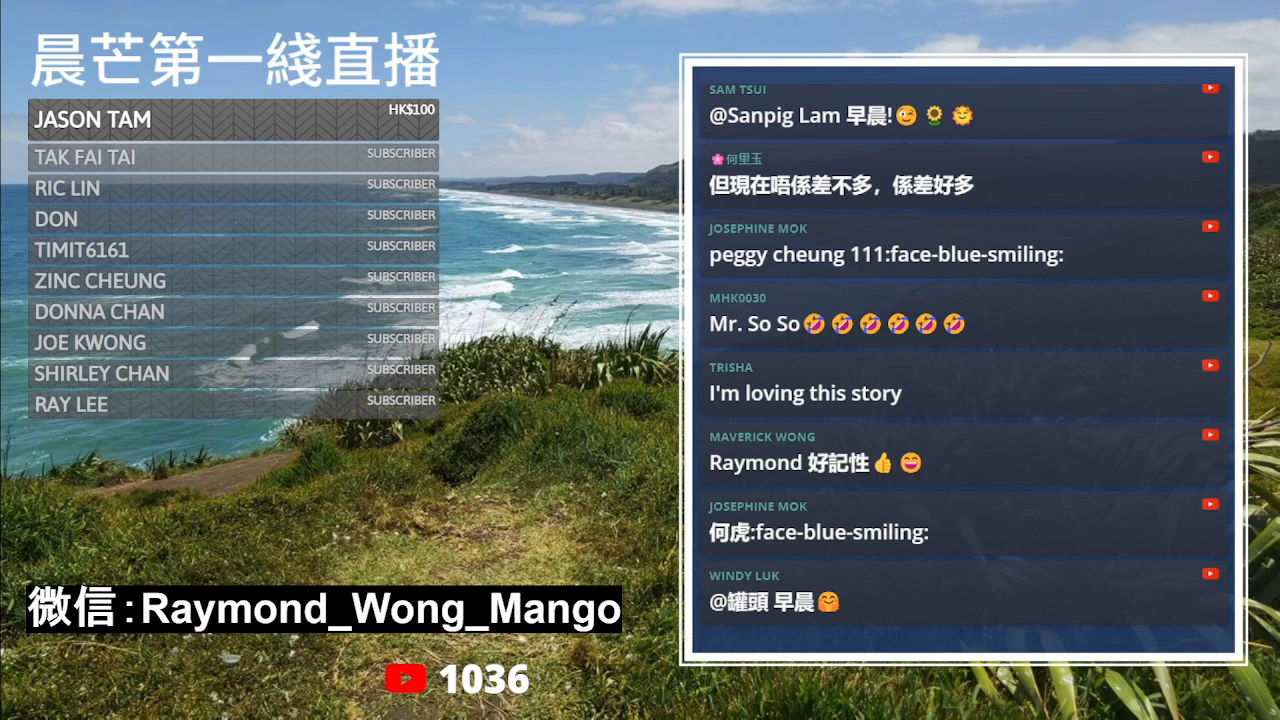 晨芒第一綫直播
JASON TAM HK$100
TAK FAI TAI SUBSCRIBER
RIC LIN SUBSCRIBER
DON SUBSCRIBER
TIMIT6161 SUBSCRIBER
ZINC CHEUNG SUBSCRIBER
DONNA CHAN SUBSCRIBER
JOE KWONG SUBSCRIBER
SHIRLEY CHAN SUBSCRIBER
RAY LEE SUBSCRIBER
微信:Raymond_Wong_Mango
1036
SAM TSUI
@Sanpig Lam 早晨!😉🌻🌞
🌸何里玉
但現在唔係差不多，係差好多
JOSEPHINE MOK
peggy cheung 111:face-blue-smiling:
MHK0030
Mr. So So🤣🤣🤣🤣🤣🤣
TRISHA
I'm loving this story
MAVERICK WONG
Raymond 好記性👍😄
JOSEPHINE MOK
何虎:face-blue-smiling:
WINDY LUK
@罐頭 早晨🤗